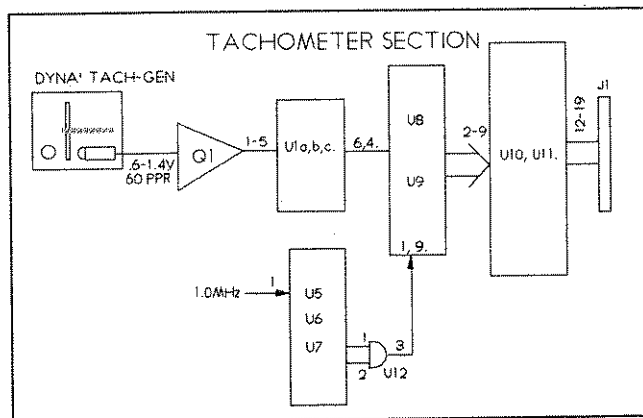 TACHOMETER SECTION
DYNA' TACH-GEN
.6-1.4V
60 PPR
Q1
1-5
U1a,b,c.
6,4.
U8
U9
1, 9.
2-9
U10, U11.
12-19
J1
1.0MHz
1
U5
U6
U7
1
2
3
U12